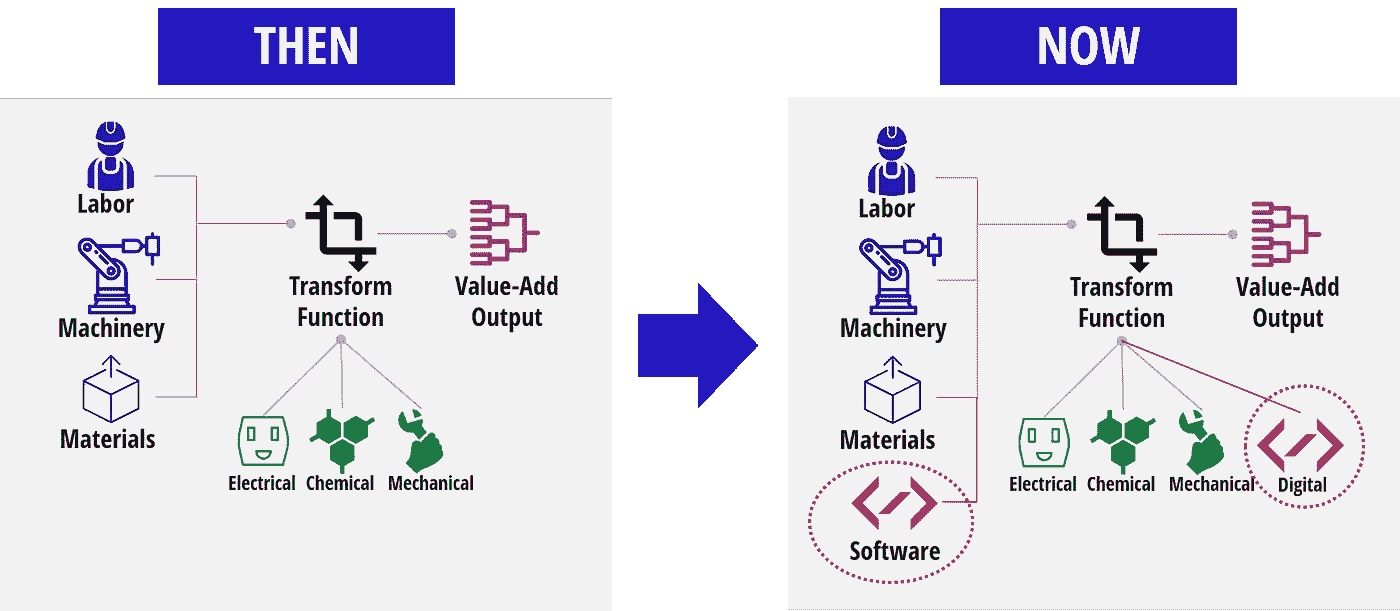 THEN
Labor
Machinery
Materials
Transform
Function
Value-Add
Output
Electrical
Chemical
Mechanical
NOW
Labor
Machinery
Materials
Software
Transform
Function
Value-Add
Output
Electrical
Chemical
Mechanical
Digital